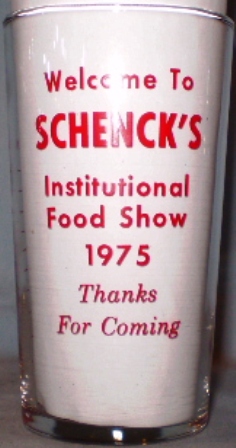 Welcome To
SCHENCK'S
Institutional
Food Show
1975
Thanks
For Coming